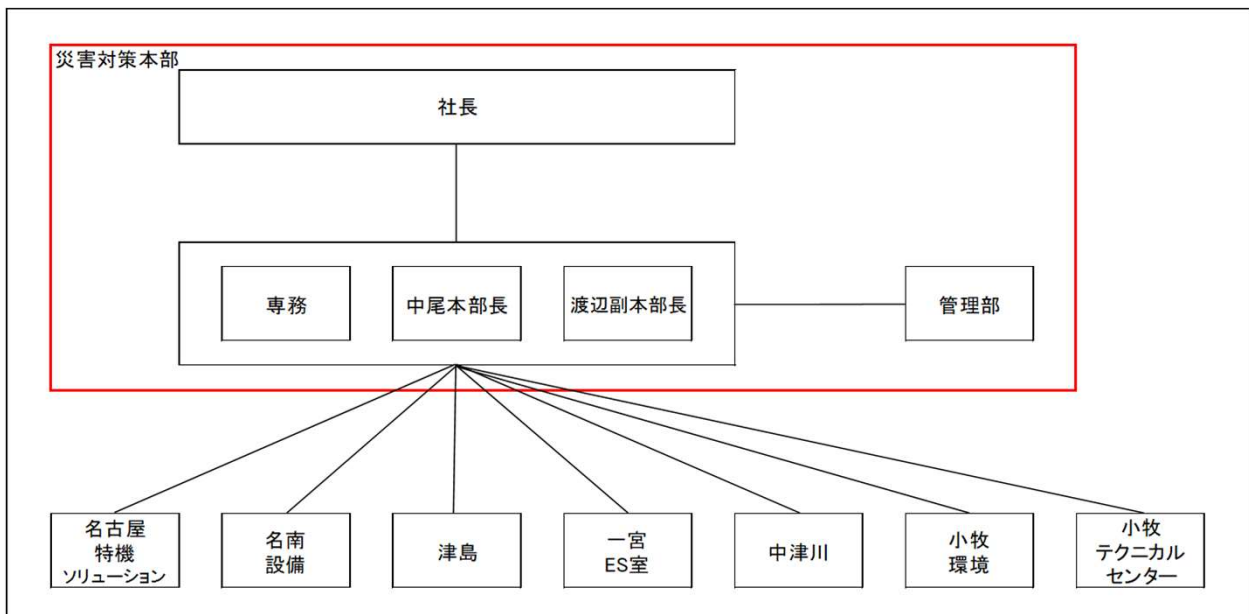 災害対策本部
社長
専務
中尾本部長
渡辺副本部長
管理部
名古屋
特機
ソリューション
名南
設備
津島
一宮
ES室
中津川
小牧
環境
小牧
テクニカル
センター